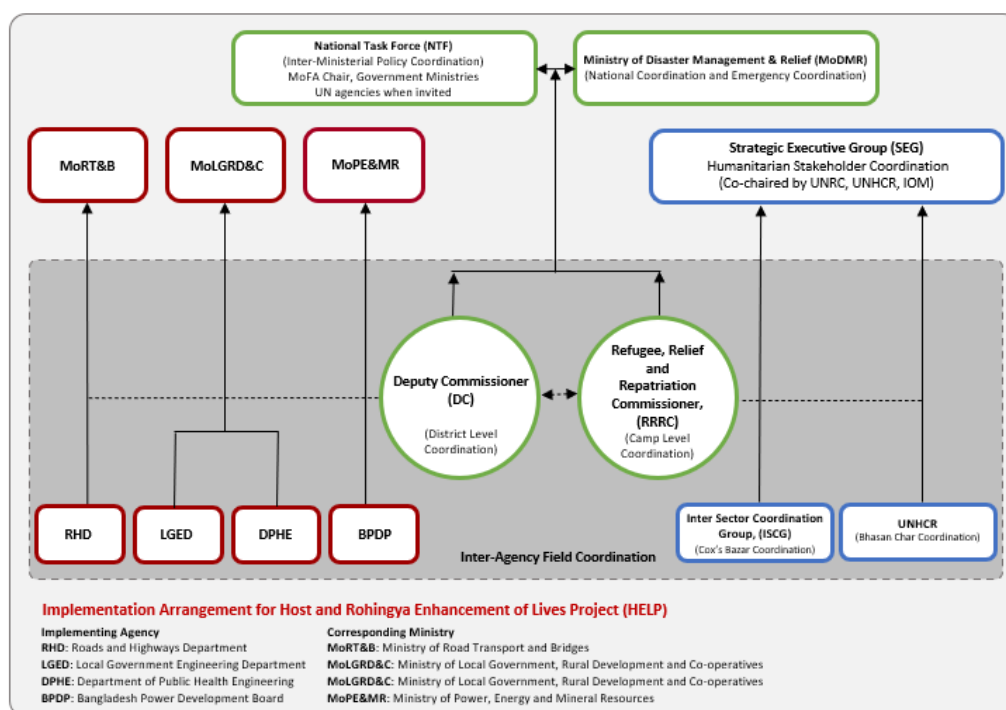 National Task Force (NTF)
(Inter-Ministerial Policy Coordination)
MoFA Chair, Government Ministries
UN agencies when invited
Ministry of Disaster Management & Relief (MoDMR)
(National Coordination and Emergency Coordination)
MoRT&B
MoLGRD&C
MoPE&MR
Strategic Executive Group (SEG)
Humanitarian Stakeholder Coordination
(Co-chaired by UNRC, UNHCR, IOM)
Deputy Commissioner
(DC)
(District Level
Coordination)
Refugee, Relief
and
Repatriation
Commissioner,
(RRRC)
(Camp Level
Coordination)
RHD
LGED
DPHE
BPDP
Inter Sector Coordination
Group, (ISCG)
(Cox's Bazar Coordination)
UNHCR
(Bhasan Char Coordination)
Inter-Agency Field Coordination
Implementation Arrangement for Host and Rohingya Enhancement of Lives Project (HELP)
Implementing Agency
RHD: Roads and Highways Department
LGED: Local Government Engineering Department
DPHE: Department of Public Health Engineering
BPDP: Bangladesh Power Development Board
Corresponding Ministry
MoRT&B: Ministry of Road Transport and Bridges
MoLGRD&C: Ministry of Local Government, Rural Development and Co-operatives
MoLGRD&C: Ministry of Local Government, Rural Development and Co-operatives
MoPE&MR: Ministry of Power, Energy and Mineral Resources